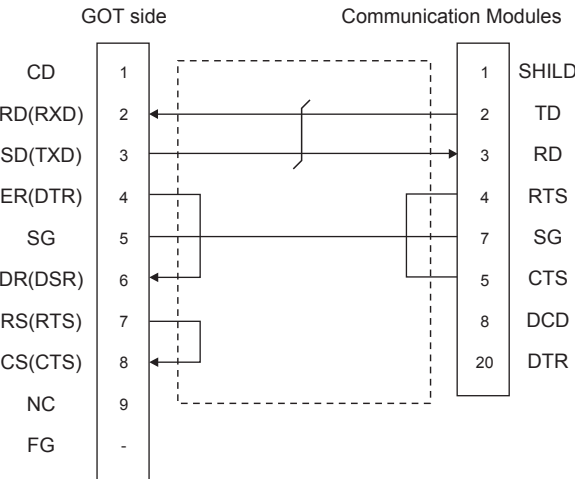 GOT side Communication Modules
CD 1 1 SHILD
RD(RXD) 2 2 TD
SD(TXD) 3 3 RD
ER(DTR) 4 4 RTS
SG 5 7 SG
DR(DSR) 6 5 CTS
RS(RTS) 7 8 DCD
CS(CTS) 8 20 DTR
NC 9
FG -